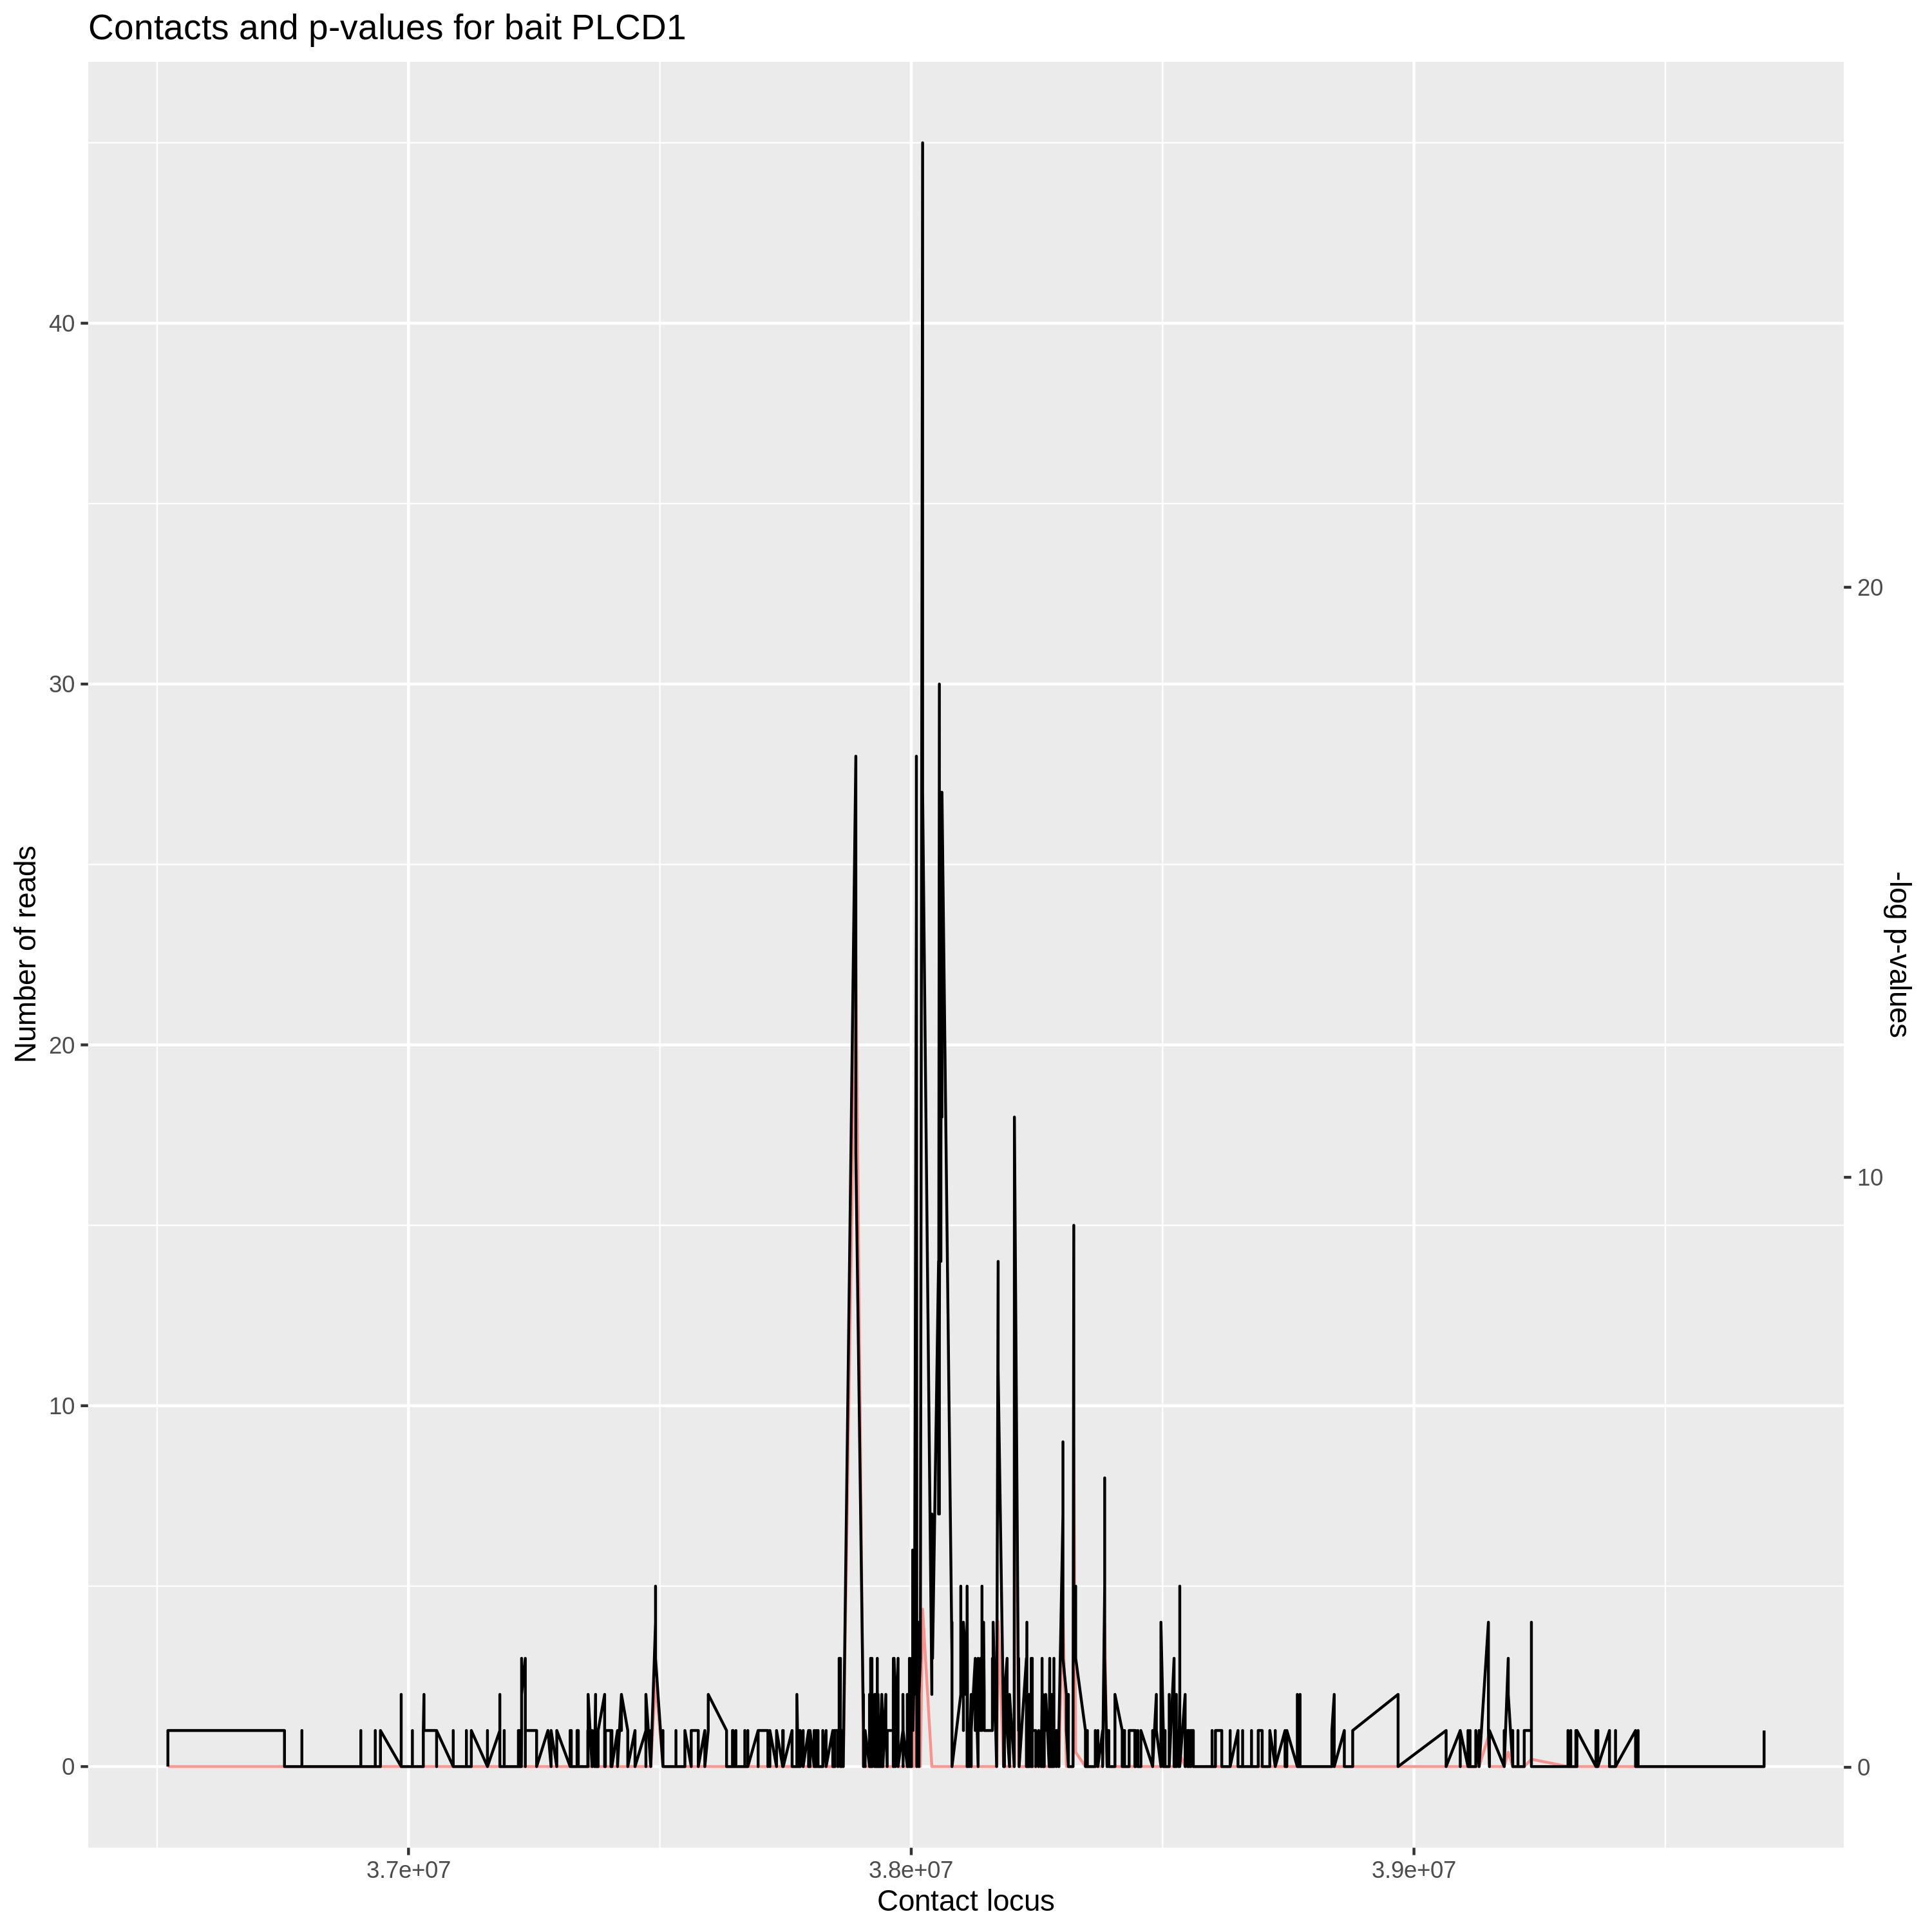 Contacts and p-values for bait PLCD1
Number of reads
40
30
20
10
0
20
10
0
-log p-values
3.7e+07
3.8e+07
3.9e+07
Contact locus